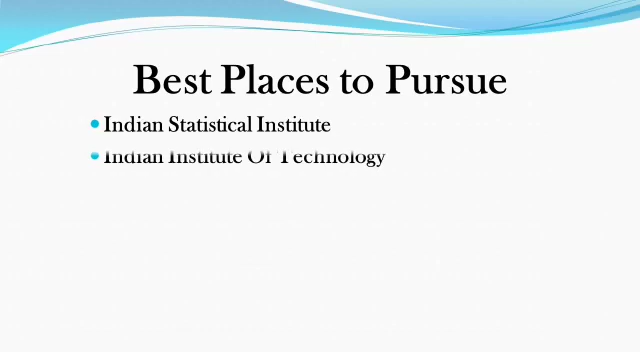 Best Places to Pursue
Indian Statistical Institute
Indian Institute Of Technology